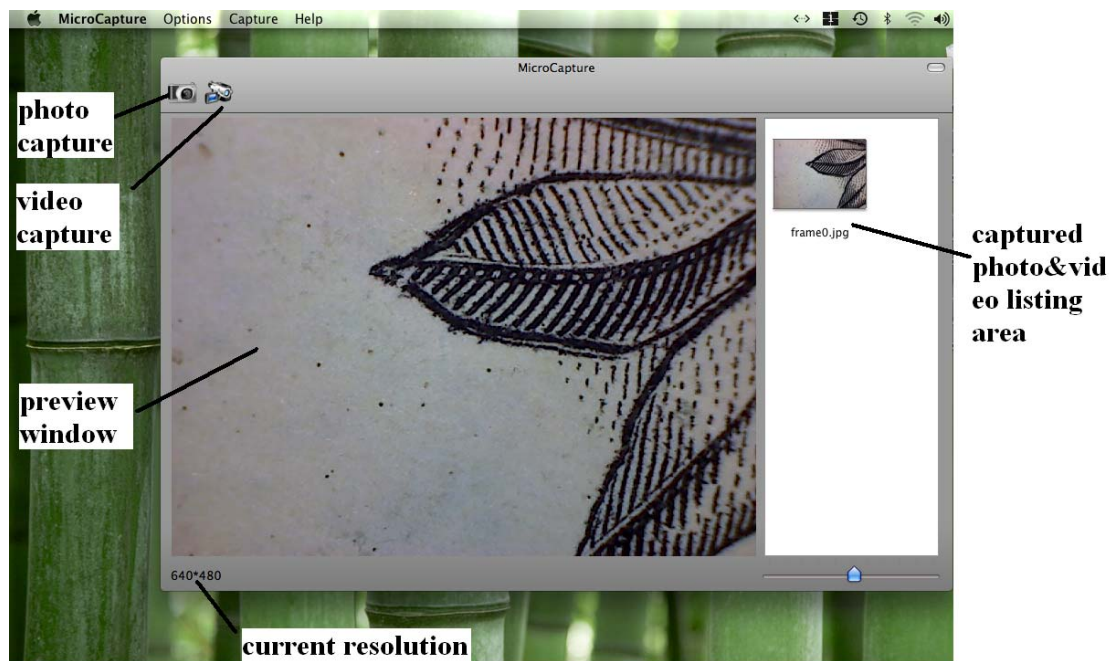 MicroCapture Options Capture Help
MicroCapture
photo
capture
video
capture
frame0.jpg
captured
photo&vid
eo listing
area
preview
window
640*480
current resolution